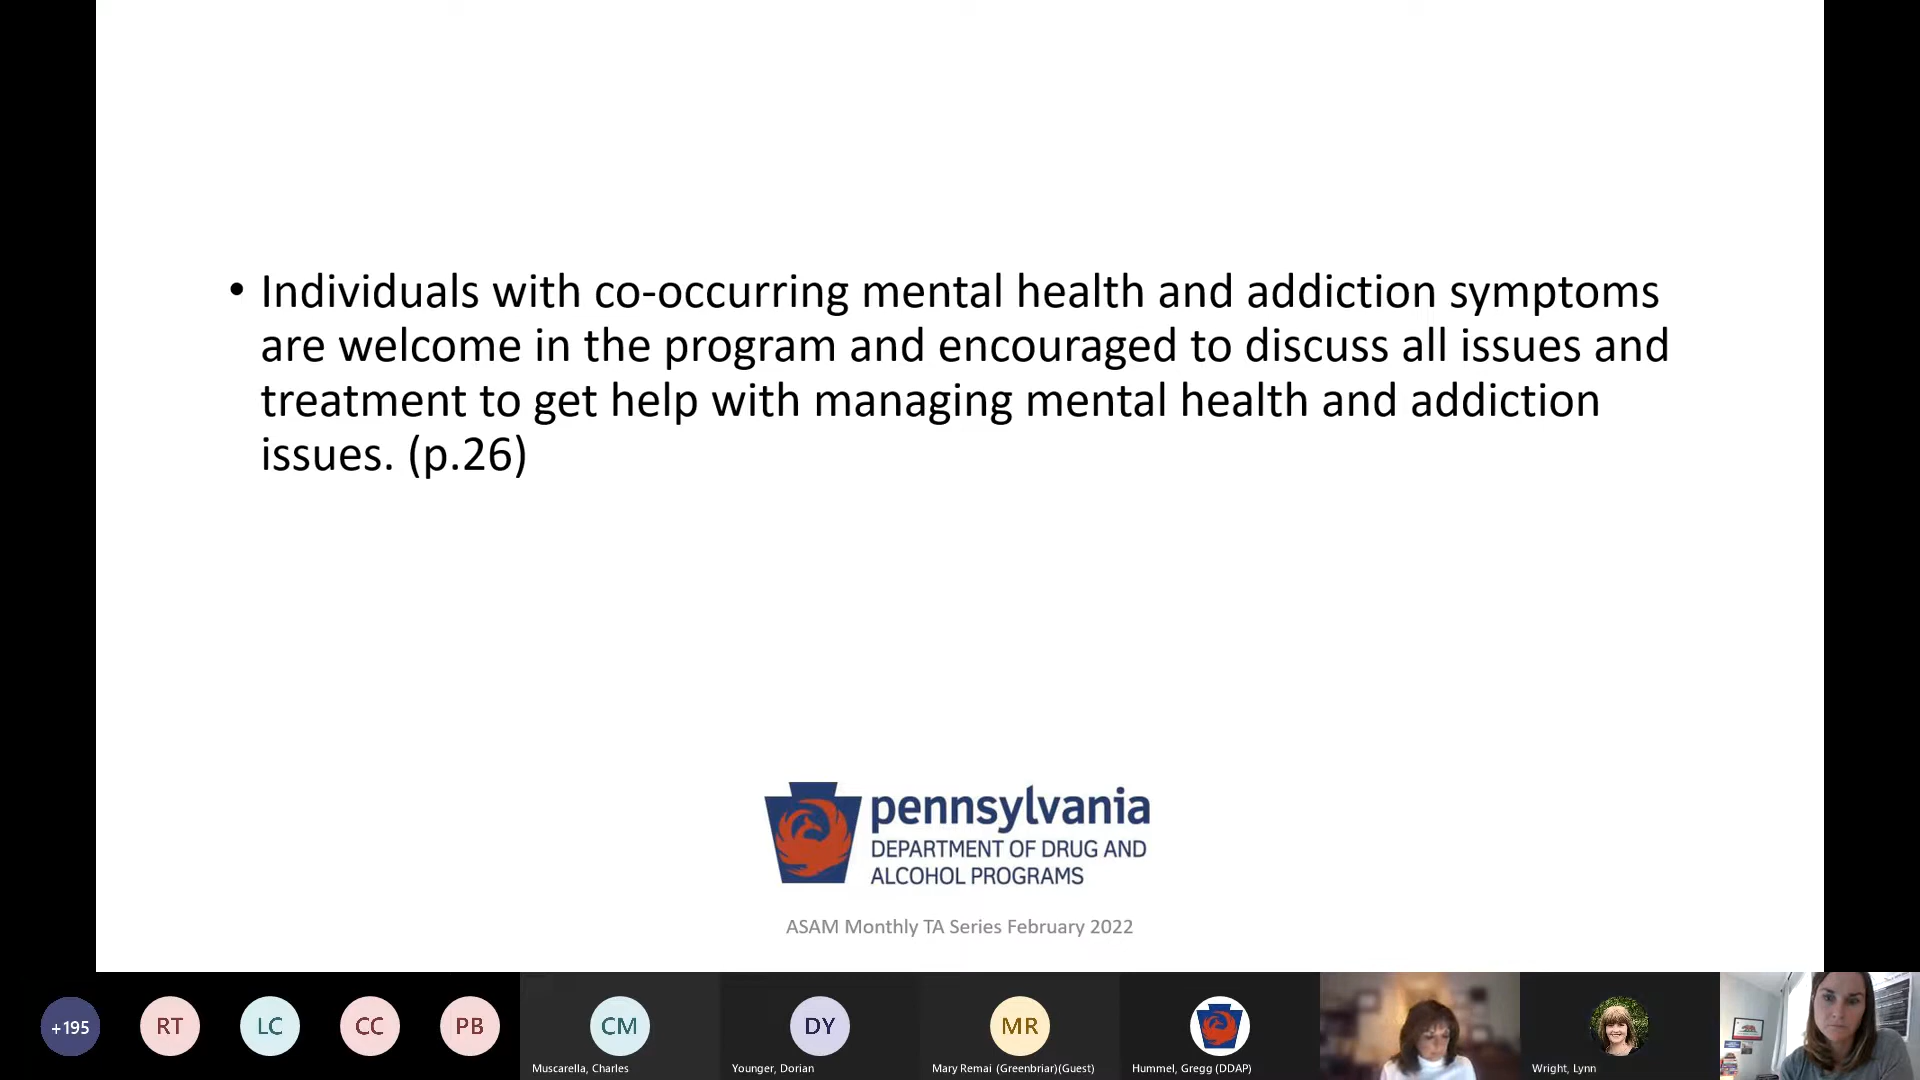 • Individuals with co-occurring mental health and addiction symptoms
are welcome in the program and encouraged to discuss all issues and
treatment to get help with managing mental health and addiction
issues. (p.26)
pennsylvania
DEPARTMENT OF DRUG AND
ALCOHOL PROGRAMS
ASAM Monthly TA Series February 2022
+195
RT
LC
CC
PB
CM
DY
MR
Muscarella, Charles
Younger, Dorian
Mary Remai (Greenbriar)(Guest)
Hummel, Gregg (DDAP)
Wright, Lynn